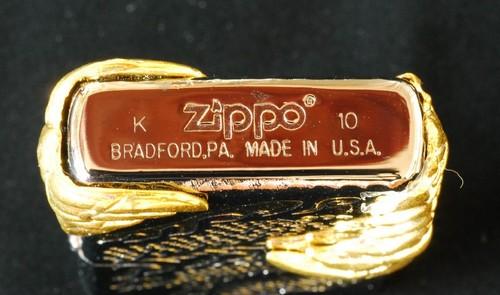 K zippo® 10
BRADFORD,PA. MADE IN U.S.A.